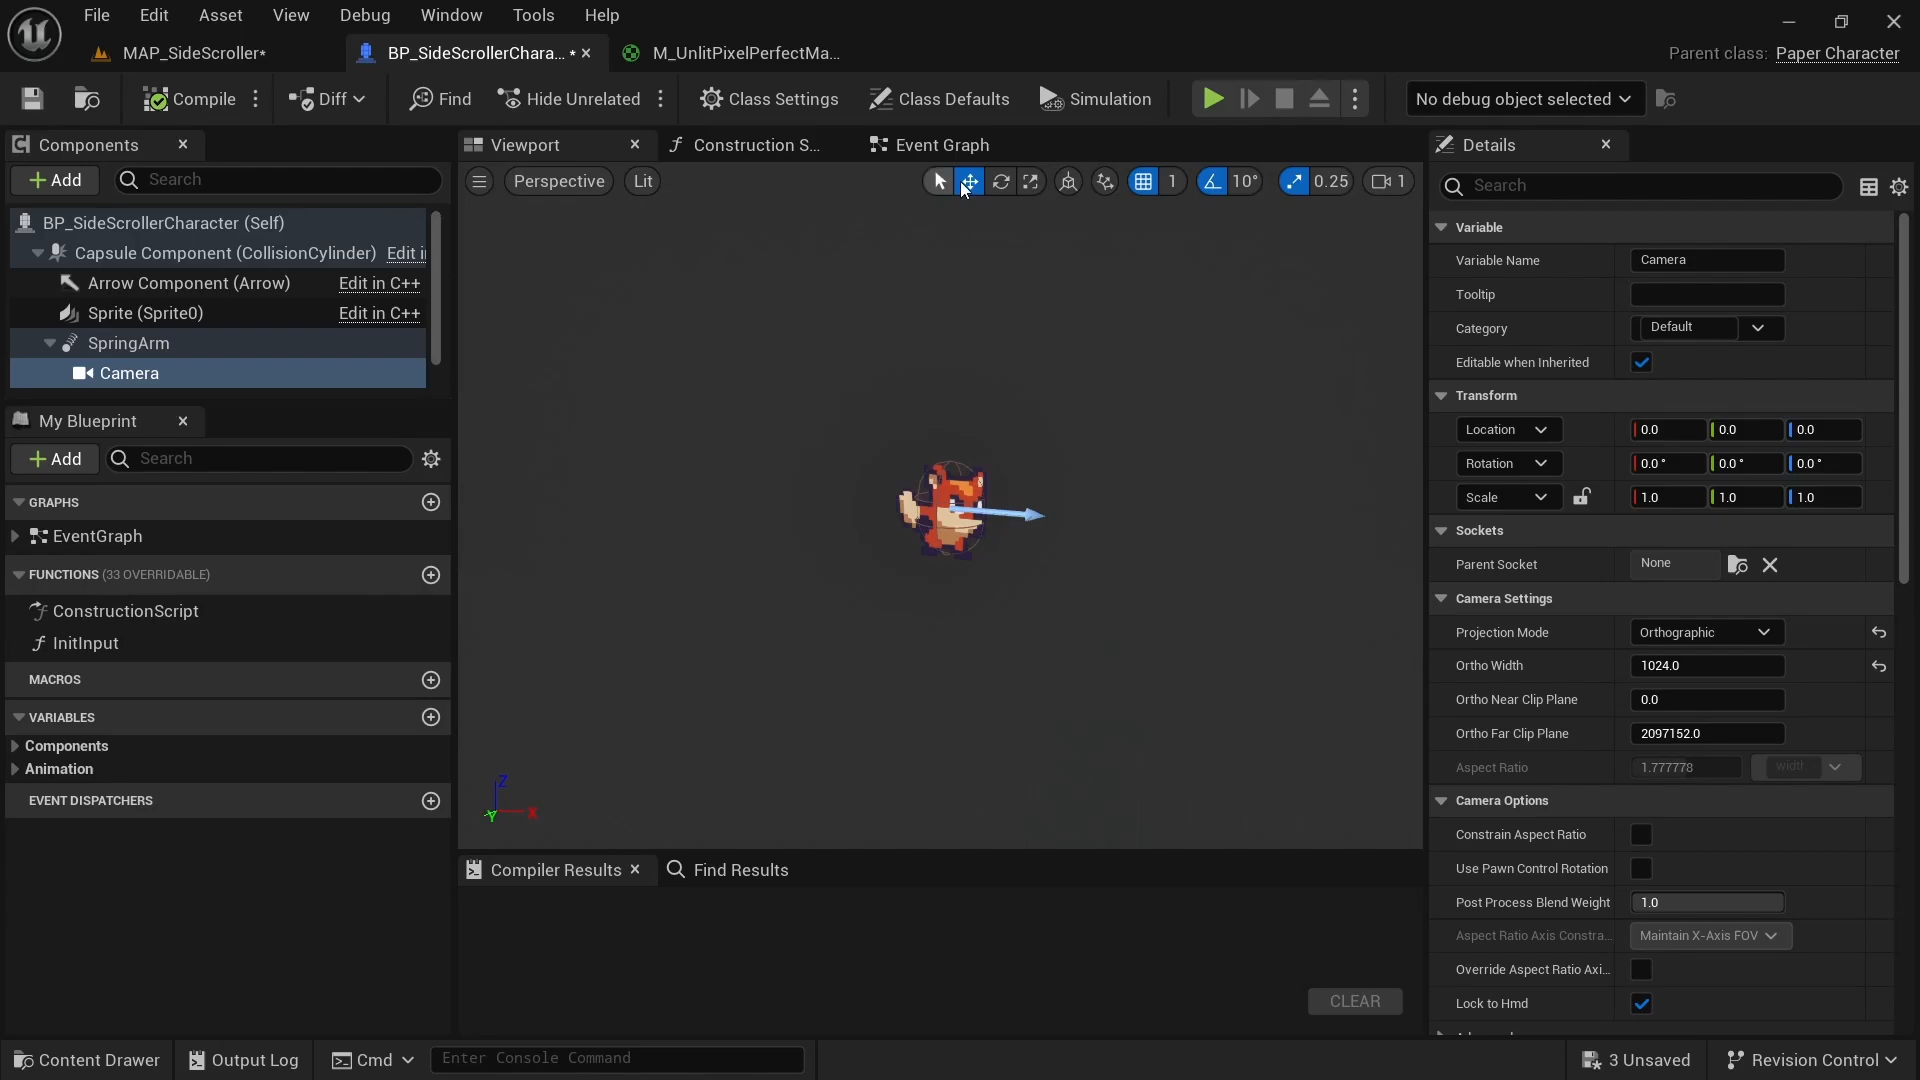 File Edit Asset View Debug Window Tools Help
MAP_SideScroller*
BP_SideScrollerChara... *
M_UnlitPixelPerfectMa...
Parent class: Paper Character
Compile
Diff
Find
Hide Unrelated
Class Settings
Class Defaults
Simulation
No debug object selected
Components
Add
Search
BP_SideScrollerCharacter (Self)
Capsule Component (CollisionCylinder) Edit i
Arrow Component (Arrow) Edit in C++
Sprite (Sprite0) Edit in C++
SpringArm
Camera
My Blueprint
Add
Search
GRAPHS
EventGraph
FUNCTIONS (33 OVERRIDABLE)
ConstructionScript
InitInput
MACROS
VARIABLES
Components
Animation
EVENT DISPATCHERS
Viewport
Construction S...
Event Graph
Perspective
Lit
1
10°
0.25
1
Z
Y
X
Compiler Results
Find Results
CLEAR
Details
Search
Variable
Variable Name Camera
Tooltip
Category Default
Editable when Inherited
Transform
Location 0.0 0.0 0.0
Rotation 0.0 ° 0.0 ° 0.0 °
Scale 1.0 1.0 1.0
Sockets
Parent Socket None
Camera Settings
Projection Mode Orthographic
Ortho Width 1024.0
Ortho Near Clip Plane 0.0
Ortho Far Clip Plane 2097152.0
Aspect Ratio 1.777778 width
Camera Options
Constrain Aspect Ratio
Use Pawn Control Rotation
Post Process Blend Weight 1.0
Aspect Ratio Axis Constra... Maintain X-Axis FOV
Override Aspect Ratio Axi...
Lock to Hmd
Content Drawer
Output Log
Cmd
Enter Console Command
3 Unsaved
Revision Control